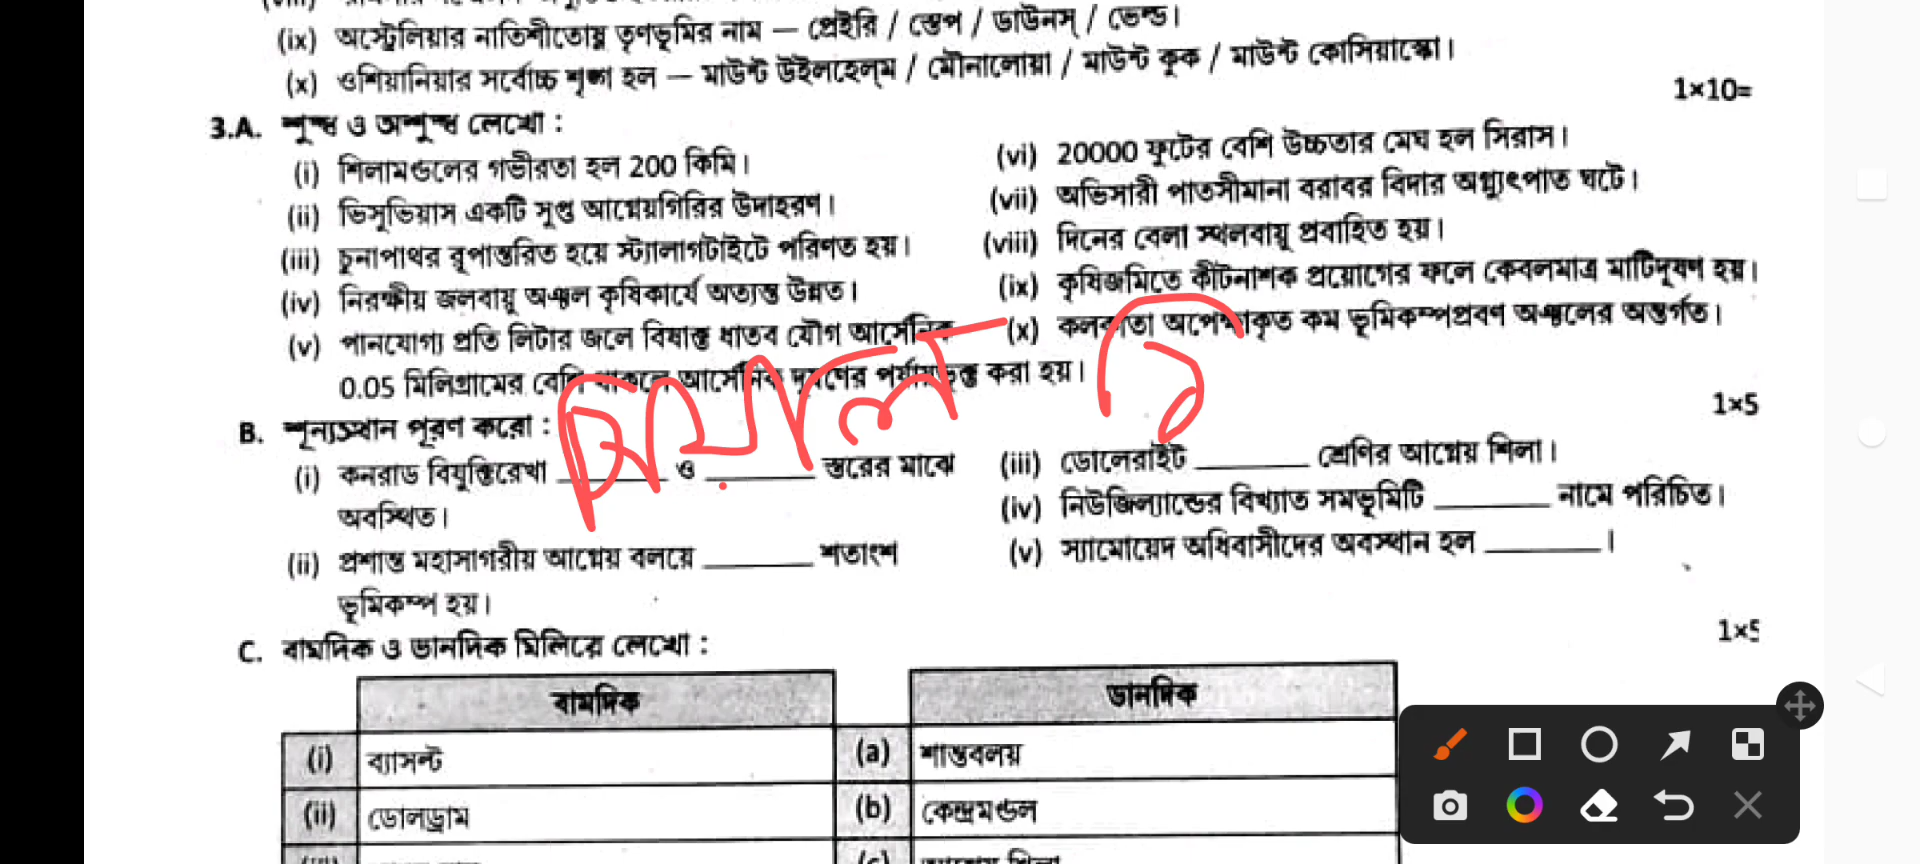 (ix) অস্ট্রেলিয়ার নাতিশীতোষ্ণ তৃণভূমির নাম — প্রেইরি / স্তেপ / ডাউনস্ / ভেল্ড।
(x) ওশিয়ানিয়ার সর্বোচ্চ শৃঙ্গ হল — মাউন্ট উইলহেল্‌ম / মৌনালোয়া / মাউন্ট কুক / মাউন্ট কোসিয়াস্কো।
1×10=
3.A. শুদ্ধ ও অশুদ্ধ লেখো :
(i) শিলামণ্ডলের গভীরতা হল 200 কিমি।
(ii) ভিসুভিয়াস একটি সুপ্ত আগ্নেয়গিরির উদাহরণ।
(iii) চুনাপাথর রূপান্তরিত হয়ে স্ট্যালাগটাইটে পরিণত হয়।
(iv) নিরক্ষীয় জলবায়ু অঞ্চল কৃষিকার্যে অত্যন্ত উন্নত।
(v) পানযোগ্য প্রতি লিটার জলে বিষাক্ত ধাতব যৌগ আর্সেনিক
0.05 মিলিগ্রামের বেশি থাকলে আর্সেনিক দূষণের পর্যায়ভুক্ত করা হয়।
(vi) 20000 ফুটের বেশি উচ্চতার মেঘ হল সিরাস।
(vii) অভিসারী পাতসীমানা বরাবর বিদার অগ্ন্যুৎপাত ঘটে।
(viii) দিনের বেলা স্থলবায়ু প্রবাহিত হয়।
(ix) কৃষিজমিতে কীটনাশক প্রয়োগের ফলে কেবলমাত্র মাটিদূষণ হয়।
(x) কলকাতা অপেক্ষাকৃত কম ভূমিকম্পপ্রবণ অঞ্চলের অন্তর্গত।
1×5
B. শূন্যস্থান পূরণ করো :
(i) কনরাড বিযুক্তিরেখা ______ ও ______ স্তরের মাঝে
অবস্থিত।
(ii) প্রশান্ত মহাসাগরীয় আগ্নেয় বলয়ে ______ শতাংশ
ভূমিকম্প হয়।
(iii) ডোলেরাইট ______ শ্রেণির আগ্নেয় শিলা।
(iv) নিউজিল্যান্ডের বিখ্যাত সমভূমিটি ______ নামে পরিচিত।
(v) স্যামোয়েদ অধিবাসীদের অবস্থান হল ______।
1×5
C. বামদিক ও ডানদিক মিলিয়ে লেখো :
বামদিক ডানদিক
(i) ব্যাসল্ট (a) শান্তবলয়
(ii) ডোলড্রাম (b) কেন্দ্রমণ্ডল